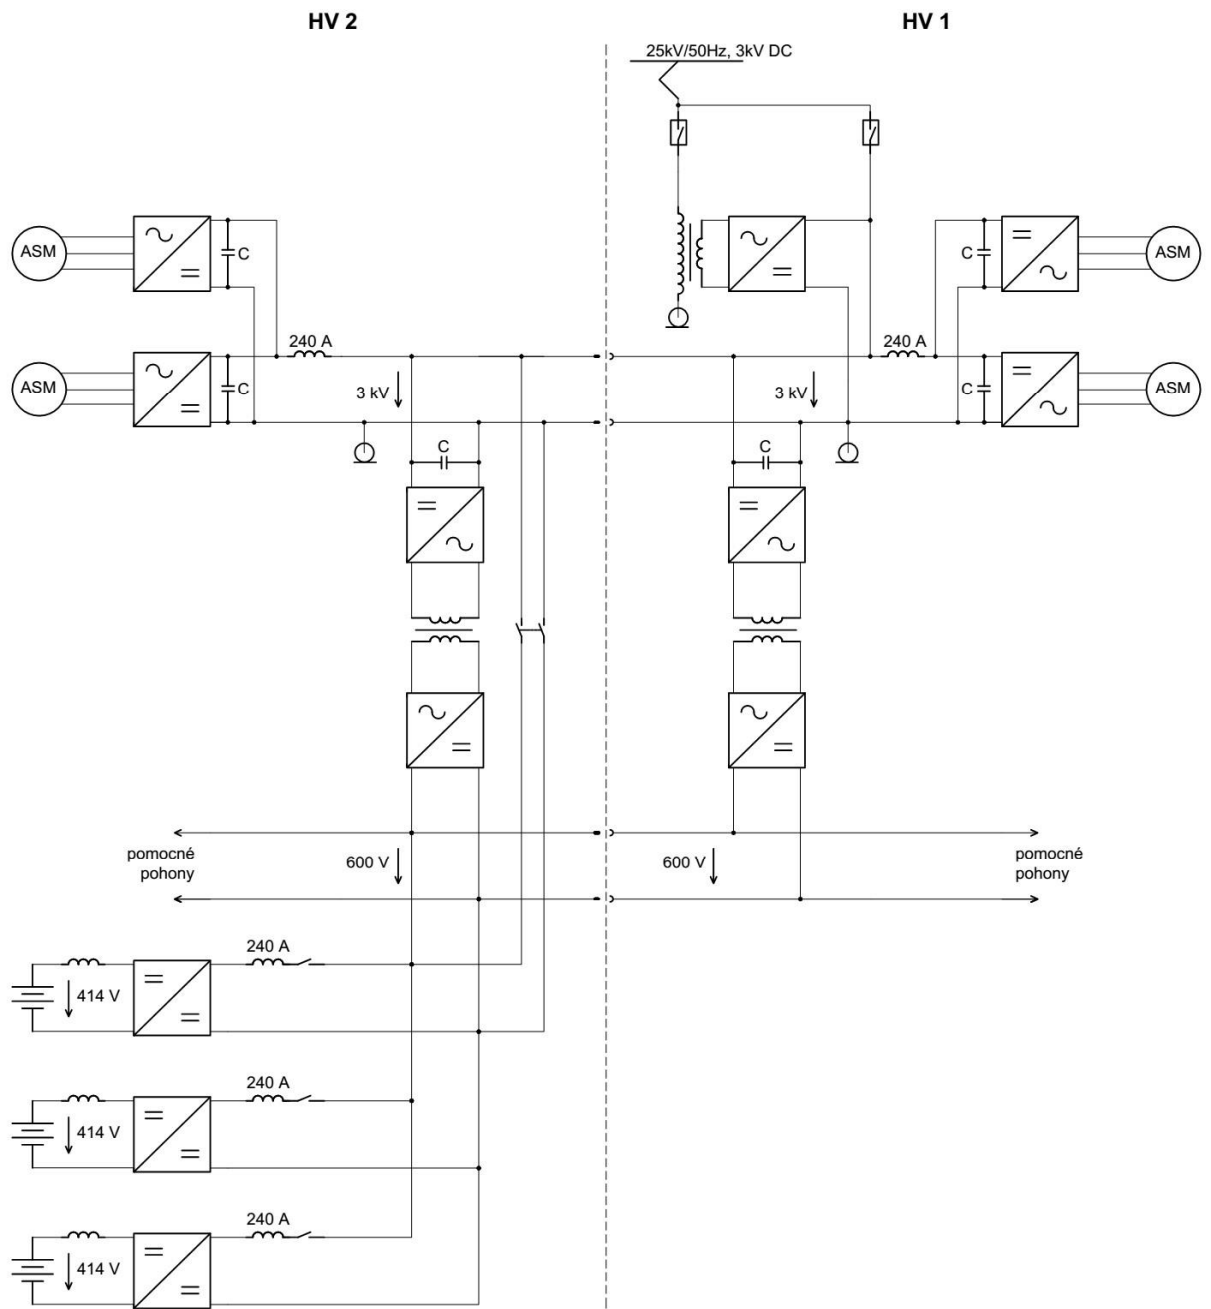 HV 2
HV 1
25kV/50Hz, 3kV DC
ASM
C
C
ASM
240 A
240 A
ASM
C
3 kV
3 kV
C
ASM
C
C
pomocné
pohony
600 V
600 V
pomocné
pohony
240 A
414 V
240 A
414 V
240 A
414 V